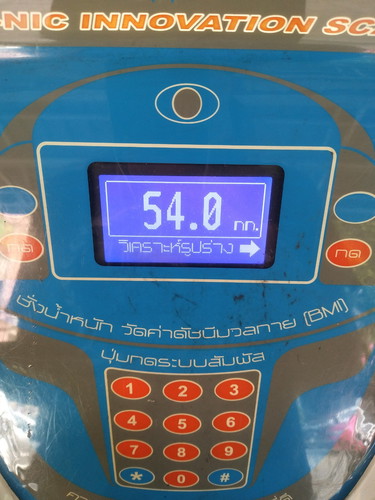 NIC INNOVATION SC
54.0 กก.
วิเคราะห์รูปร่าง
กด
กด
ชั่งน้ำหนัก วัดค่าดัชนีมวลกาย (BMI)
ปุ่มกดระบบสัมผัส
1 2 3
4 5 6
7 8 9
* 0 #